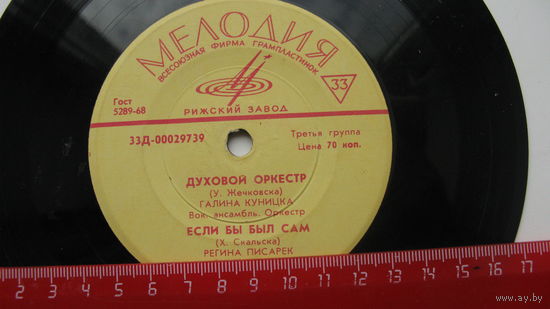 МЕЛОДИЯ
ВСЕСОЮЗНАЯ ФИРМА ГРАМПЛАСТИНОК
33
Гост
5289-68
РИЖСКИЙ ЗАВОД
33Д-00029739
Третья группа
Цена 70 коп.
ДУХОВОЙ ОРКЕСТР
(У. Жечковска)
ГАЛИНА КУНИЦКА
Вок. ансамбль. Оркестр
ЕСЛИ БЫ БЫЛ САМ
(Х. Скальска)
РЕГИНА ПИСАРЕК
1 2 3 4 5 6 7 8 9 10 11 12 13 14 15 16 17
www.ay.by